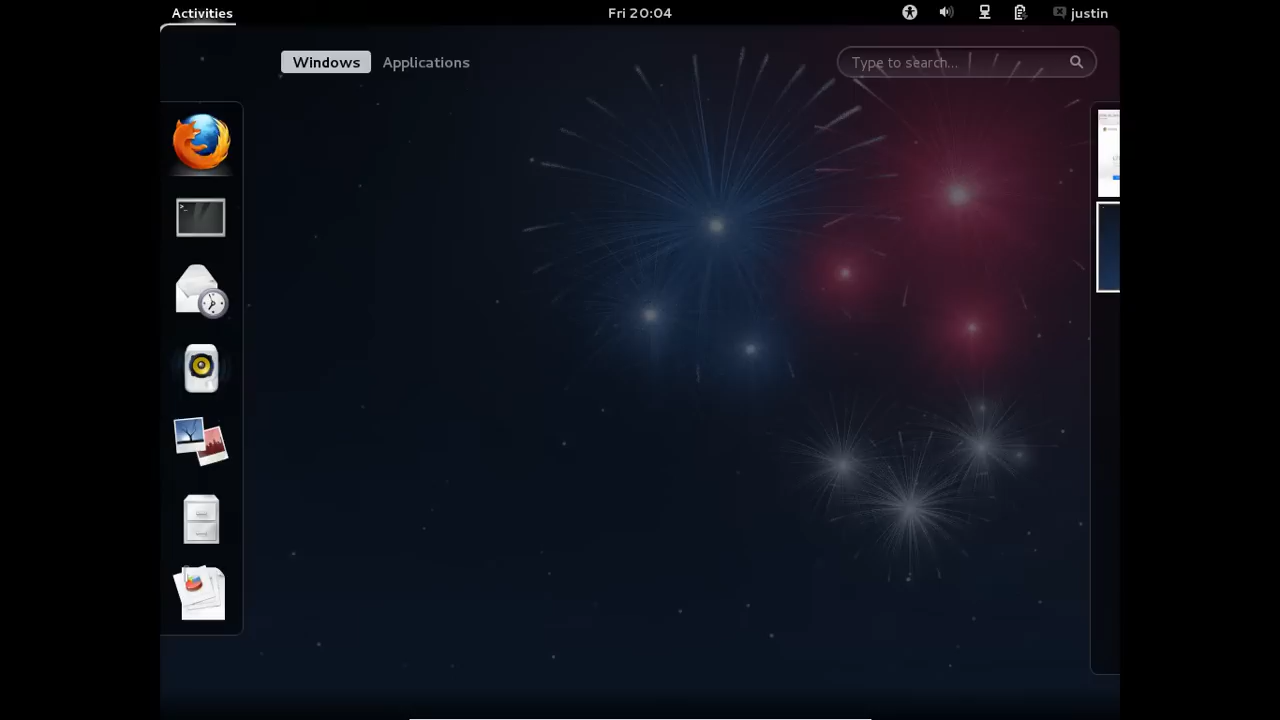 Activities Fri 20:04 justin
Windows Applications Type to search...